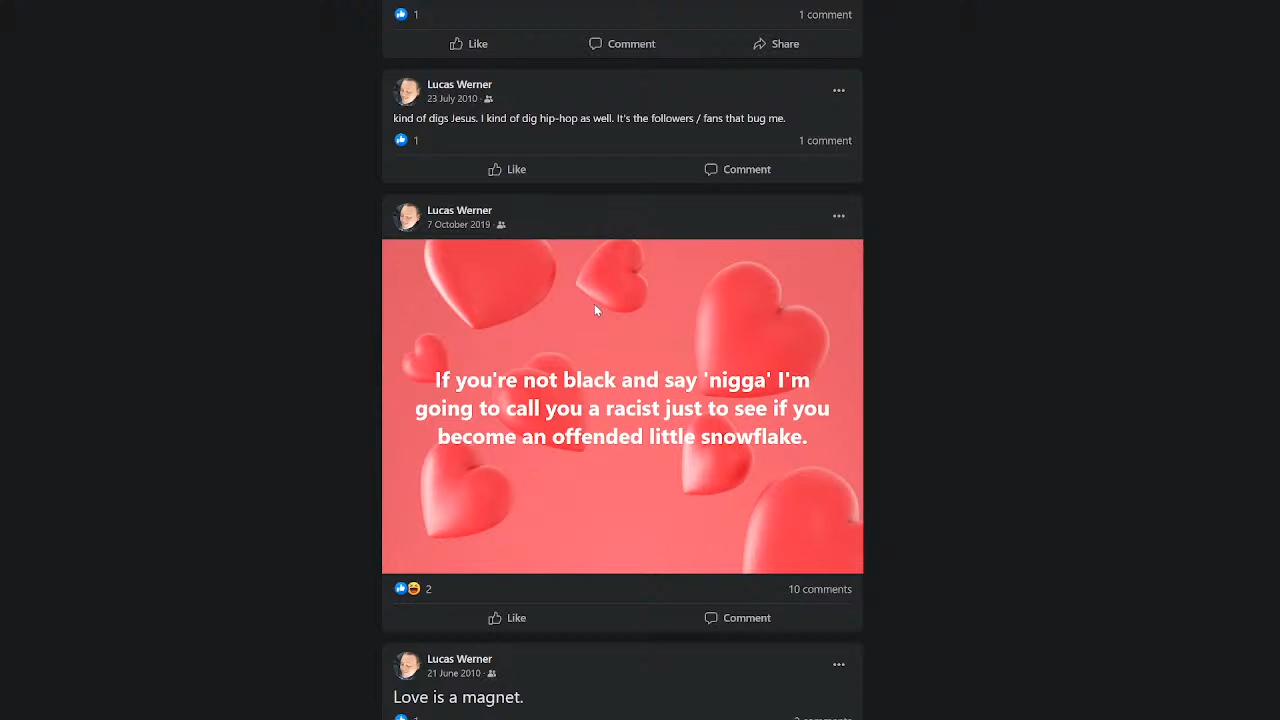 1
1 comment
Like
Comment
Share
Lucas Werner
23 July 2010 ·
kind of digs Jesus. I kind of dig hip-hop as well. It's the followers / fans that bug me.
1
1 comment
Like
Comment
Lucas Werner
7 October 2019 ·
If you're not black and say 'nigga' I'm
going to call you a racist just to see if you
become an offended little snowflake.
2
10 comments
Like
Comment
Lucas Werner
21 June 2010 ·
Love is a magnet.